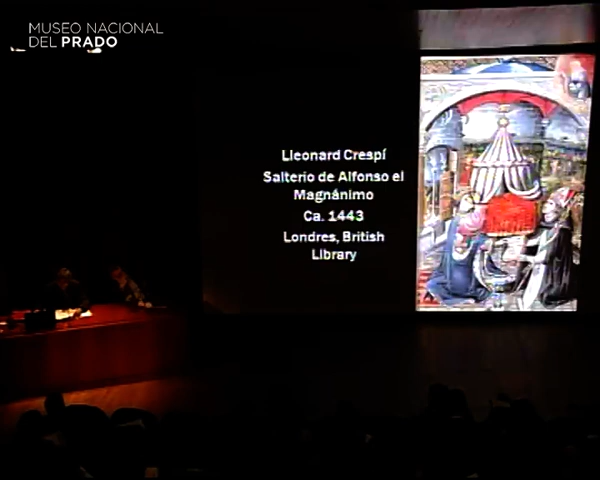 MUSEO NACIONAL
DEL PRADO
Lleonard Crespí
Salterio de Alfonso el
Magnánimo
Ca. 1443
Londres, British
Library